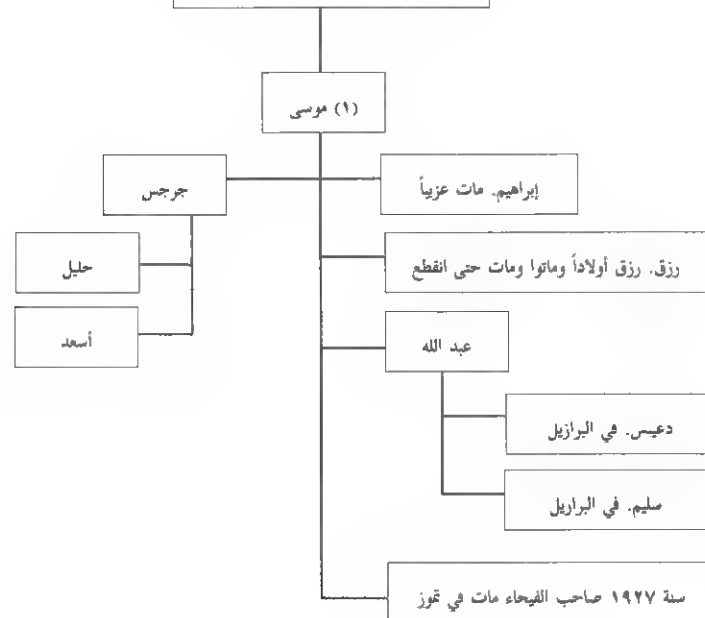 (١) موسى
إبراهيم. مات عزيباً
جرجس
رزق. رزق أولاداً وماتوا ومات حتى انقطع
حليل
أسعد
عبد الله
دعيس. في البرازيل
سليم. في البراريل
سنة ١٩٢٧ صاحب الفيحاء مات في تموز